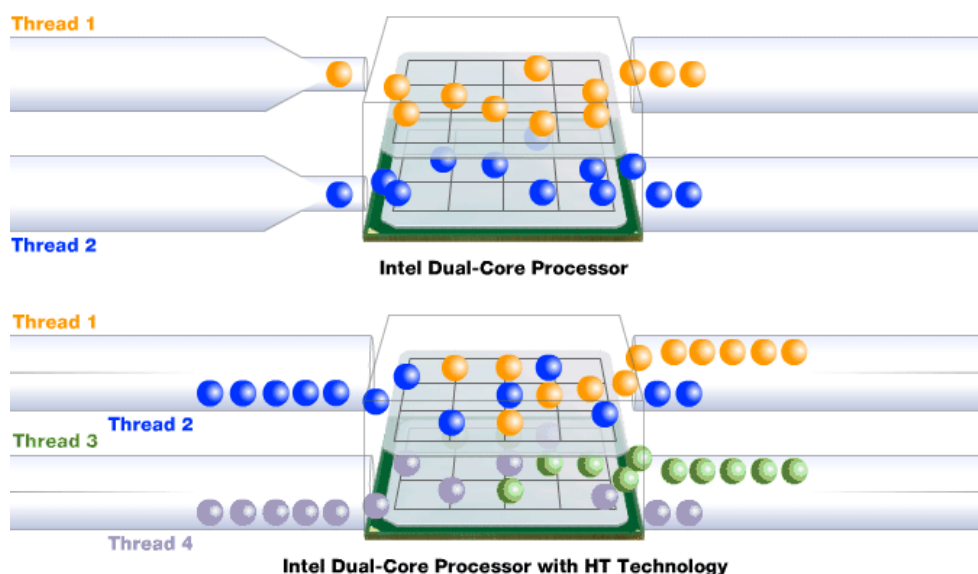 Thread 1
Thread 2
Intel Dual-Core Processor
Thread 1
Thread 2
Thread 3
Thread 4
Intel Dual-Core Processor with HT Technology